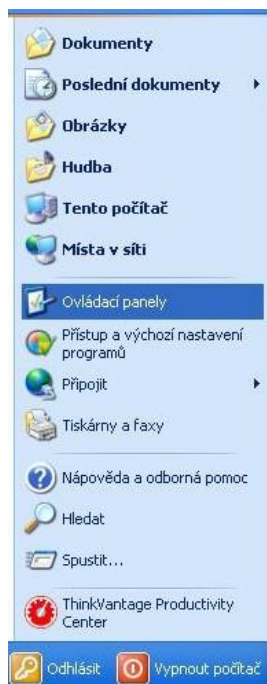 Dokumenty
Poslední dokumenty
Obrázky
Hudba
Tento počítač
Místa v síti
Ovládací panely
Přístup a výchozí nastavení
programů
Připojit
Tiskárny a faxy
Nápověda a odborná pomoc
Hledat
Spustit...
ThinkVantage Productivity
Center
Odhlásit Vypnout počítač